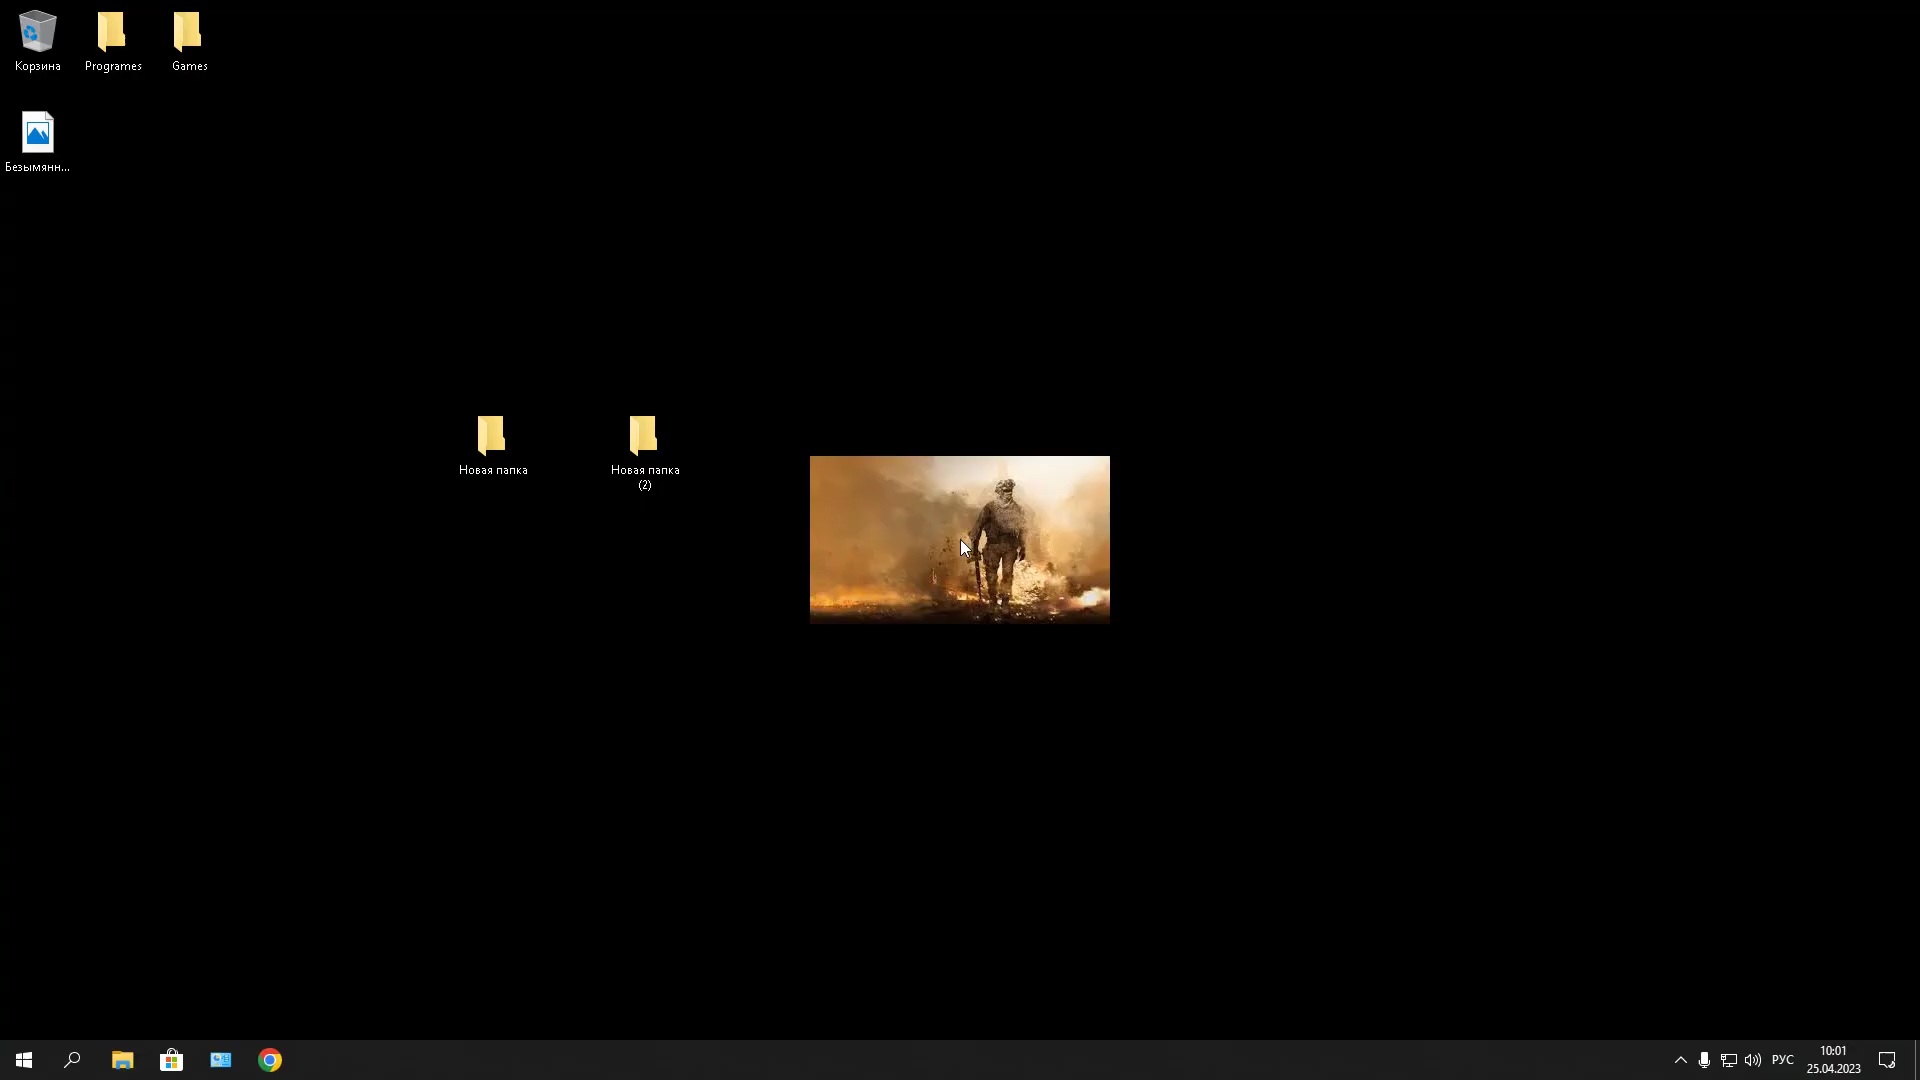 Корзина
Programes
Games
Безымянн...
Новая папка
Новая папка
(2)
РУС
10:01
25.04.2023